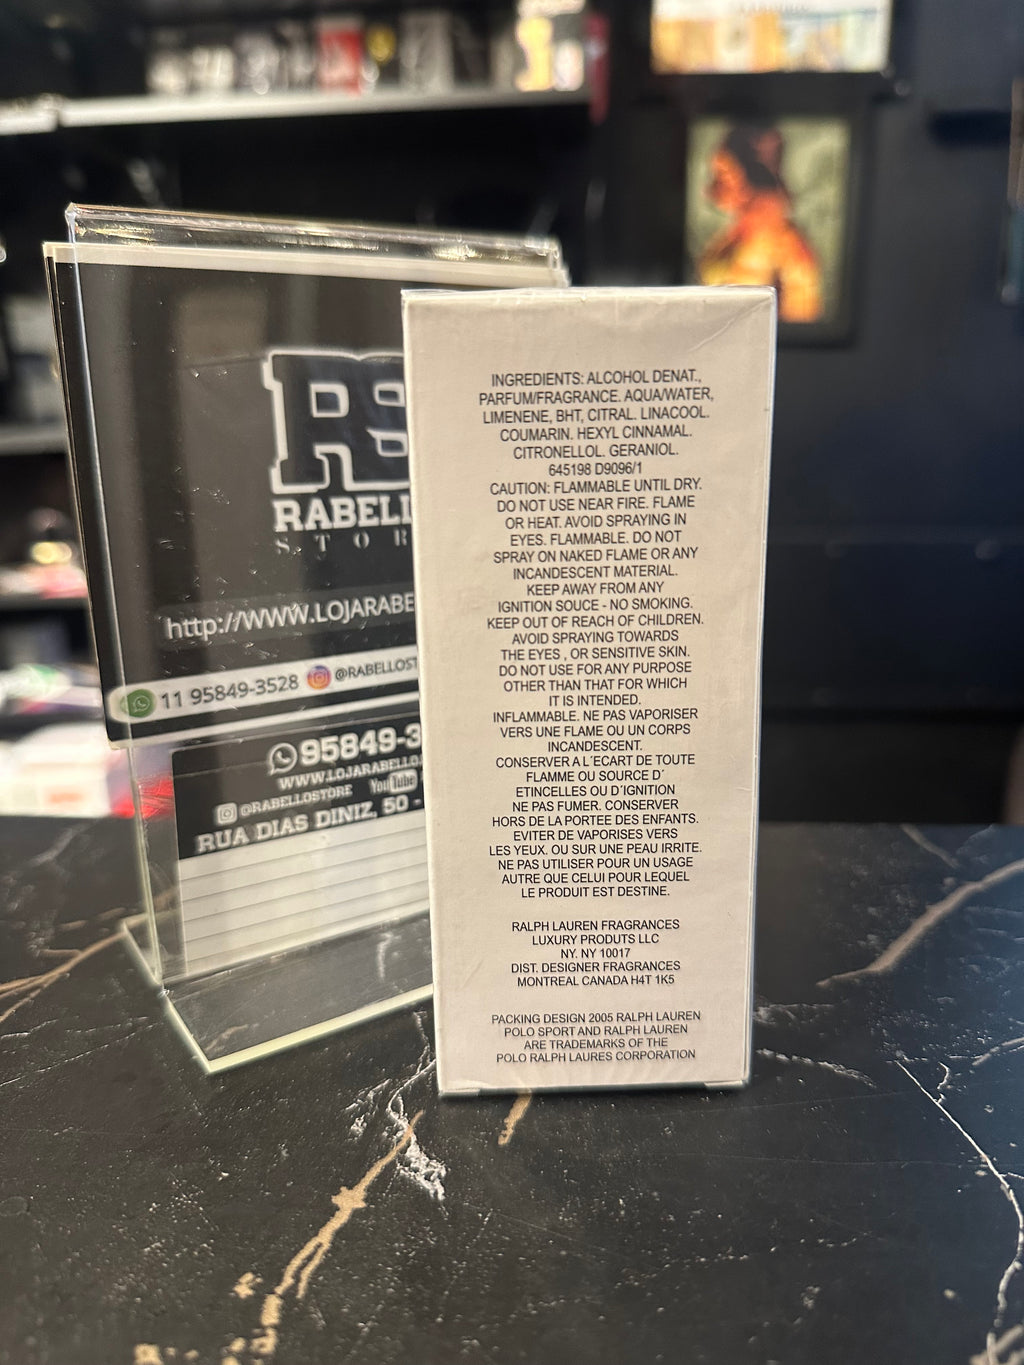 RS
RABELL
STOR
http://WWW.LOJARABE
11 95849-3528 @RABELLOST
95849-3
WWW.LOJARABELLO
@RABELLOSTORE YouTube
RUA DIAS DINIZ, 50 -
INGREDIENTS: ALCOHOL DENAT.,
PARFUM/FRAGRANCE. AQUA/WATER,
LIMENENE, BHT, CITRAL. LINACOOL.
COUMARIN. HEXYL CINNAMAL.
CITRONELLOL. GERANIOL.
645198 D9096/1
CAUTION: FLAMMABLE UNTIL DRY.
DO NOT USE NEAR FIRE. FLAME
OR HEAT. AVOID SPRAYING IN
EYES. FLAMMABLE. DO NOT
SPRAY ON NAKED FLAME OR ANY
INCANDESCENT MATERIAL.
KEEP AWAY FROM ANY
IGNITION SOUCE - NO SMOKING.
KEEP OUT OF REACH OF CHILDREN.
AVOID SPRAYING TOWARDS
THE EYES , OR SENSITIVE SKIN.
DO NOT USE FOR ANY PURPOSE
OTHER THAN THAT FOR WHICH
IT IS INTENDED.
INFLAMMABLE. NE PAS VAPORISER
VERS UNE FLAME OU UN CORPS
INCANDESCENT.
CONSERVER A L´ECART DE TOUTE
FLAMME OU SOURCE D´
ETINCELLES OU D´IGNITION
NE PAS FUMER. CONSERVER
HORS DE LA PORTEE DES ENFANTS.
EVITER DE VAPORISES VERS
LES YEUX. OU SUR UNE PEAU IRRITE.
NE PAS UTILISER POUR UN USAGE
AUTRE QUE CELUI POUR LEQUEL
LE PRODUIT EST DESTINE.
RALPH LAUREN FRAGRANCES
LUXURY PRODUTS LLC
NY. NY 10017
DIST. DESIGNER FRAGRANCES
MONTREAL CANADA H4T 1K5
PACKING DESIGN 2005 RALPH LAUREN
POLO SPORT AND RALPH LAUREN
ARE TRADEMARKS OF THE
POLO RALPH LAURES CORPORATION